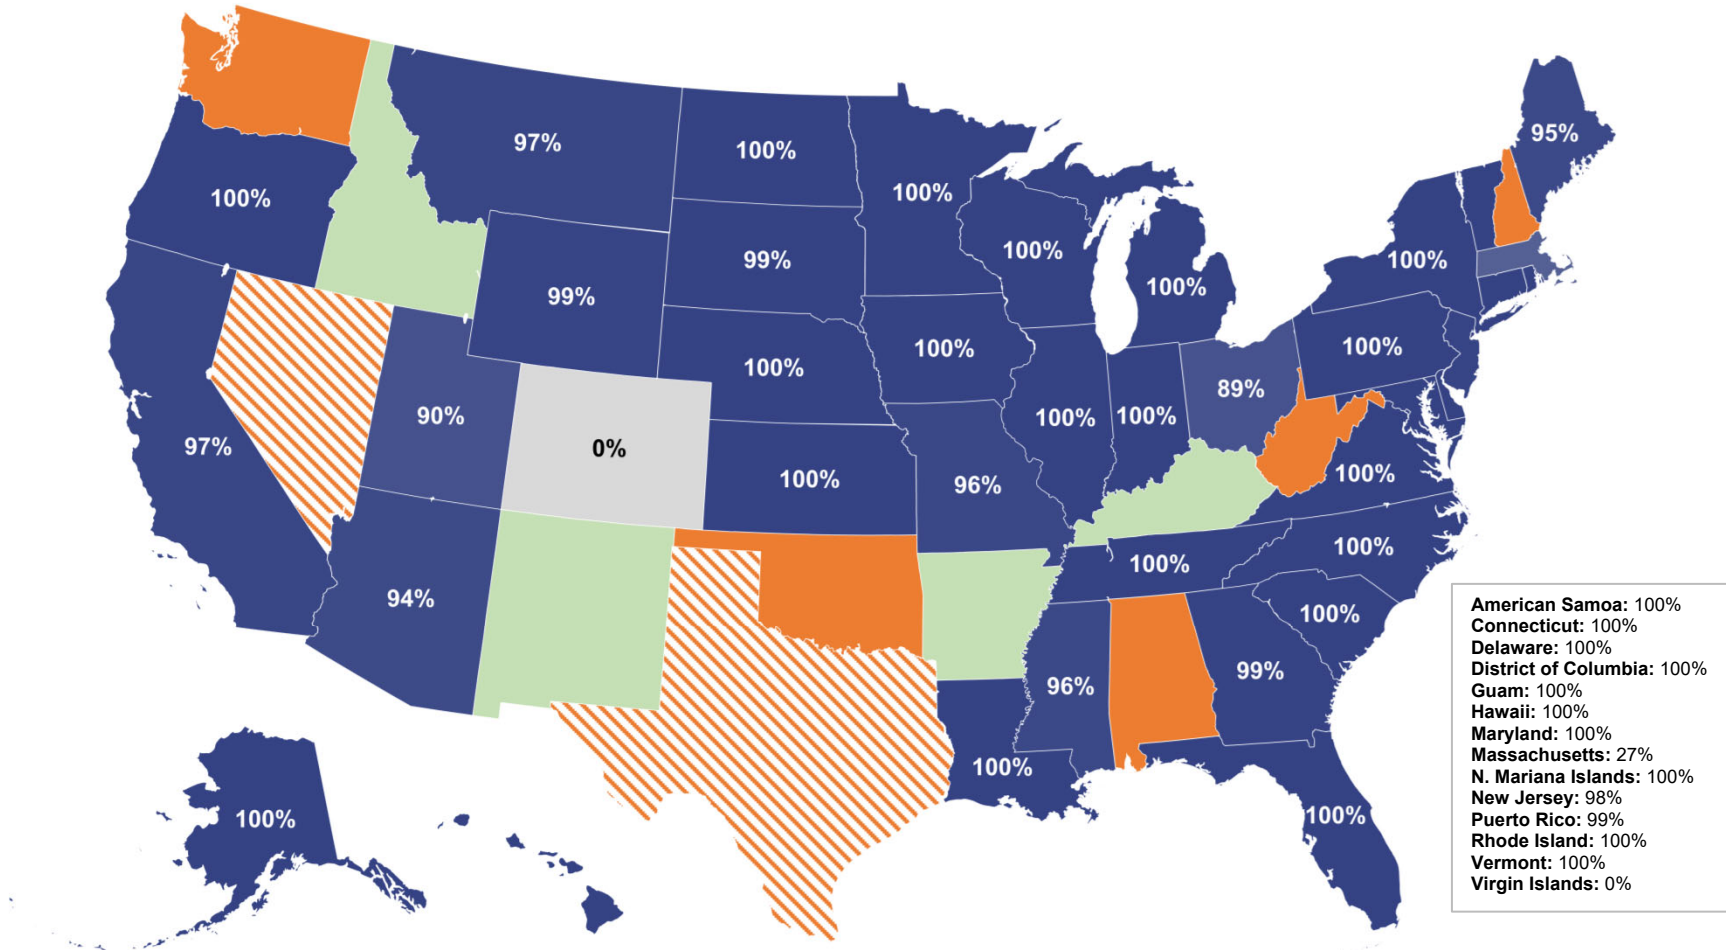 95%
97%
100%
100%
100%
100%
99%
100%
100%
100%
99%
100%
100%
100%
89%
90%
100%
100%
97%
0%
100%
100%
96%
100%
100%
94%
100%
100%
96%
99%
100%
100%
100%
American Samoa: 100%
Connecticut: 100%
Delaware: 100%
District of Columbia: 100%
Guam: 100%
Hawaii: 100%
Maryland: 100%
Massachusetts: 27%
N. Mariana Islands: 100%
New Jersey: 98%
Puerto Rico: 99%
Rhode Island: 100%
Vermont: 100%
Virgin Islands: 0%